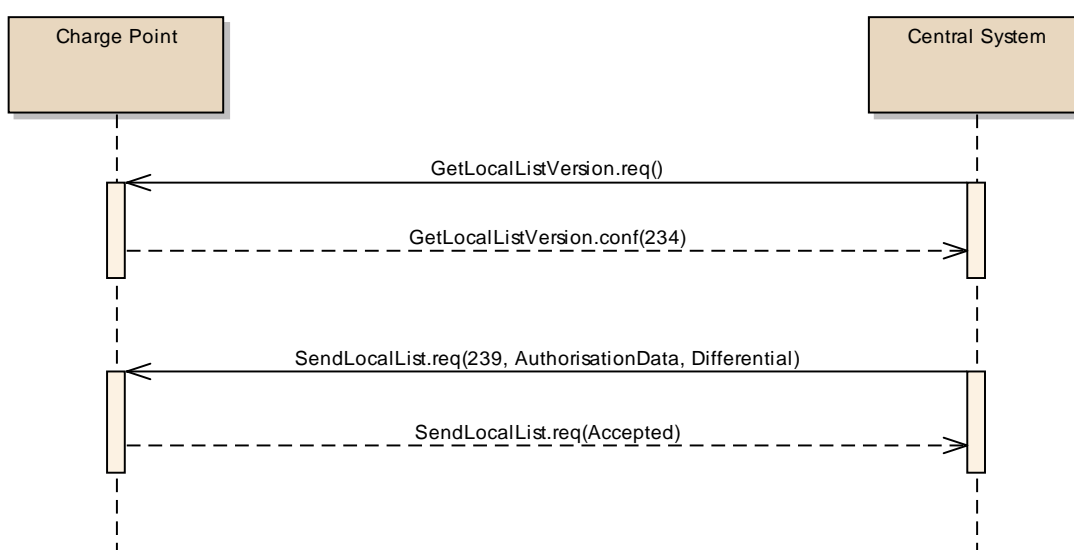 Charge Point
Central System
GetLocalListVersion.req()
GetLocalListVersion.conf(234)
SendLocalList.req(239, AuthorisationData, Differential)
SendLocalList.req(Accepted)